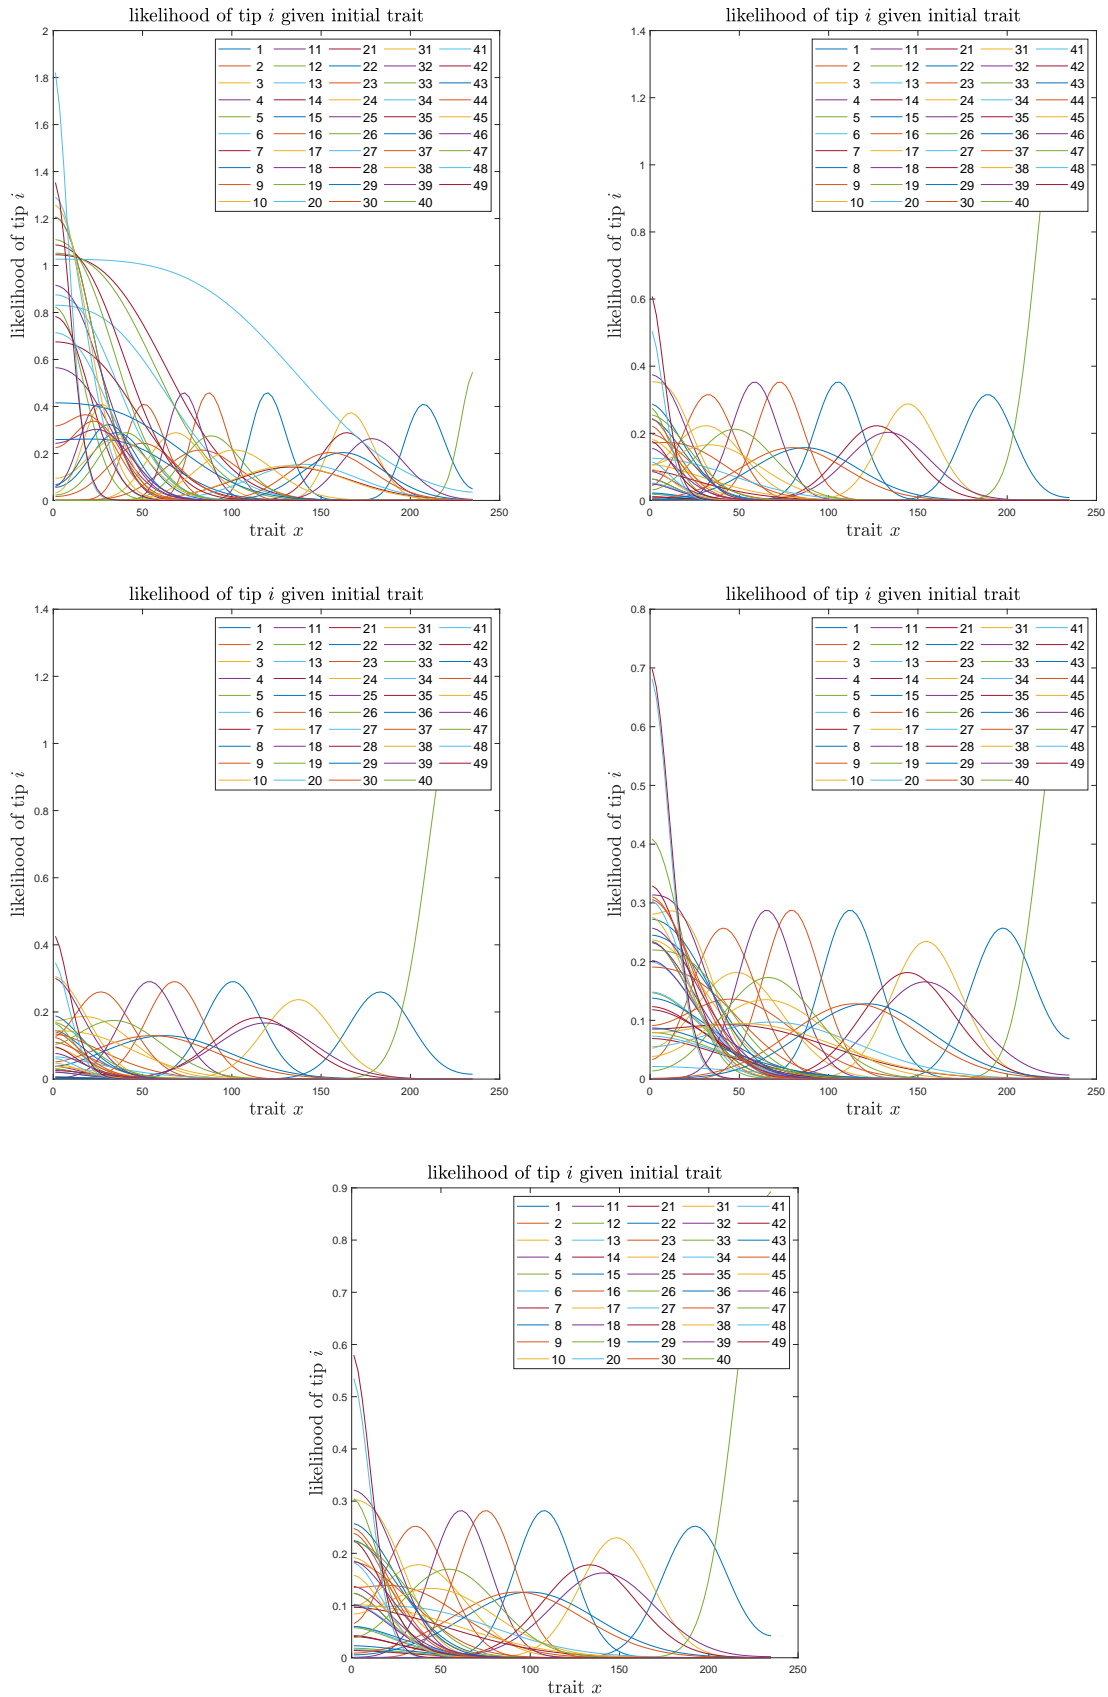 likelihood of tip i given initial trait
likelihood of tip i
2
1.8
1.6
1.4
1.2
1
0.8
0.6
0.4
0.2
0
1 11 21 31 41
2 12 22 32 42
3 13 23 33 43
4 14 24 34 44
5 15 25 35 45
6 16 26 36 46
7 17 27 37 47
8 18 28 38 48
9 19 29 39 49
10 20 30 40
0 50 100 150 200 250
trait x
likelihood of tip i given initial trait
likelihood of tip i
1.4
1.2
1
0.8
0.6
0.4
0.2
0
1 11 21 31 41
2 12 22 32 42
3 13 23 33 43
4 14 24 34 44
5 15 25 35 45
6 16 26 36 46
7 17 27 37 47
8 18 28 38 48
9 19 29 39 49
10 20 30 40
0 50 100 150 200 250
trait x
likelihood of tip i given initial trait
likelihood of tip i
1.4
1.2
1
0.8
0.6
0.4
0.2
0
1 11 21 31 41
2 12 22 32 42
3 13 23 33 43
4 14 24 34 44
5 15 25 35 45
6 16 26 36 46
7 17 27 37 47
8 18 28 38 48
9 19 29 39 49
10 20 30 40
0 50 100 150 200 250
trait x
likelihood of tip i given initial trait
likelihood of tip i
0.8
0.7
0.6
0.5
0.4
0.3
0.2
0.1
0
1 11 21 31 41
2 12 22 32 42
3 13 23 33 43
4 14 24 34 44
5 15 25 35 45
6 16 26 36 46
7 17 27 37 47
8 18 28 38 48
9 19 29 39 49
10 20 30 40
0 50 100 150 200 250
trait x
likelihood of tip i given initial trait
likelihood of tip i
0.9
0.8
0.7
0.6
0.5
0.4
0.3
0.2
0.1
0
1 11 21 31 41
2 12 22 32 42
3 13 23 33 43
4 14 24 34 44
5 15 25 35 45
6 16 26 36 46
7 17 27 37 47
8 18 28 38 48
9 19 29 39 49
10 20 30 40
0 50 100 150 200 250
trait x